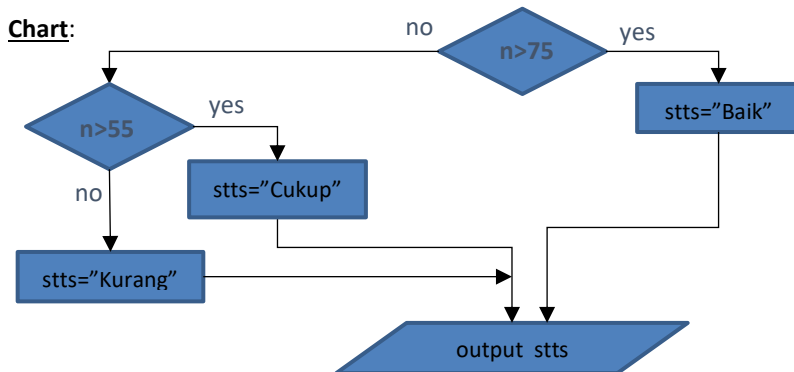 Chart:
no
n>75
yes
stts=”Baik”
n>55
yes
stts=”Cukup”
no
stts=”Kurang”
output stts